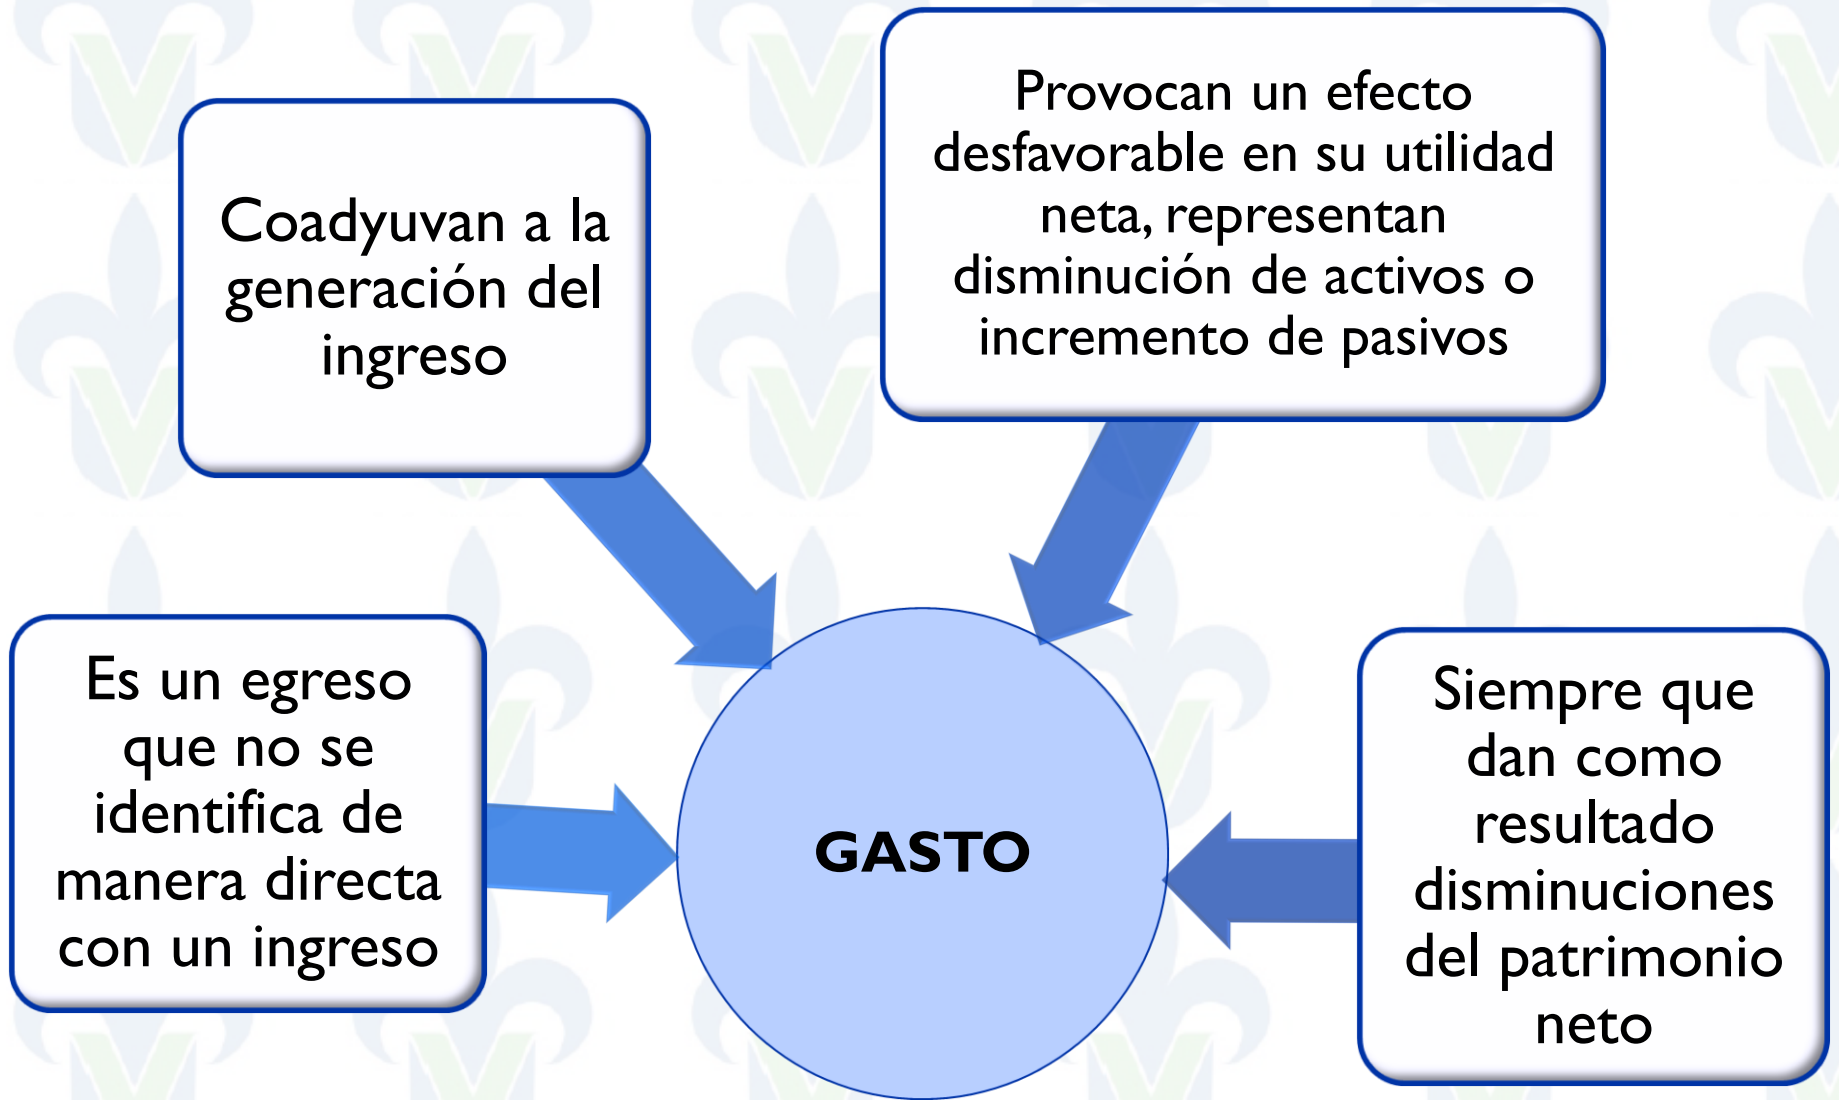 Coadyuvan a la
generación del
ingreso
Provocan un efecto
desfavorable en su utilidad
neta, representan
disminución de activos o
incremento de pasivos
Es un egreso
que no se
identifica de
manera directa
con un ingreso
GASTO
Siempre que
dan como
resultado
disminuciones
del patrimonio
neto